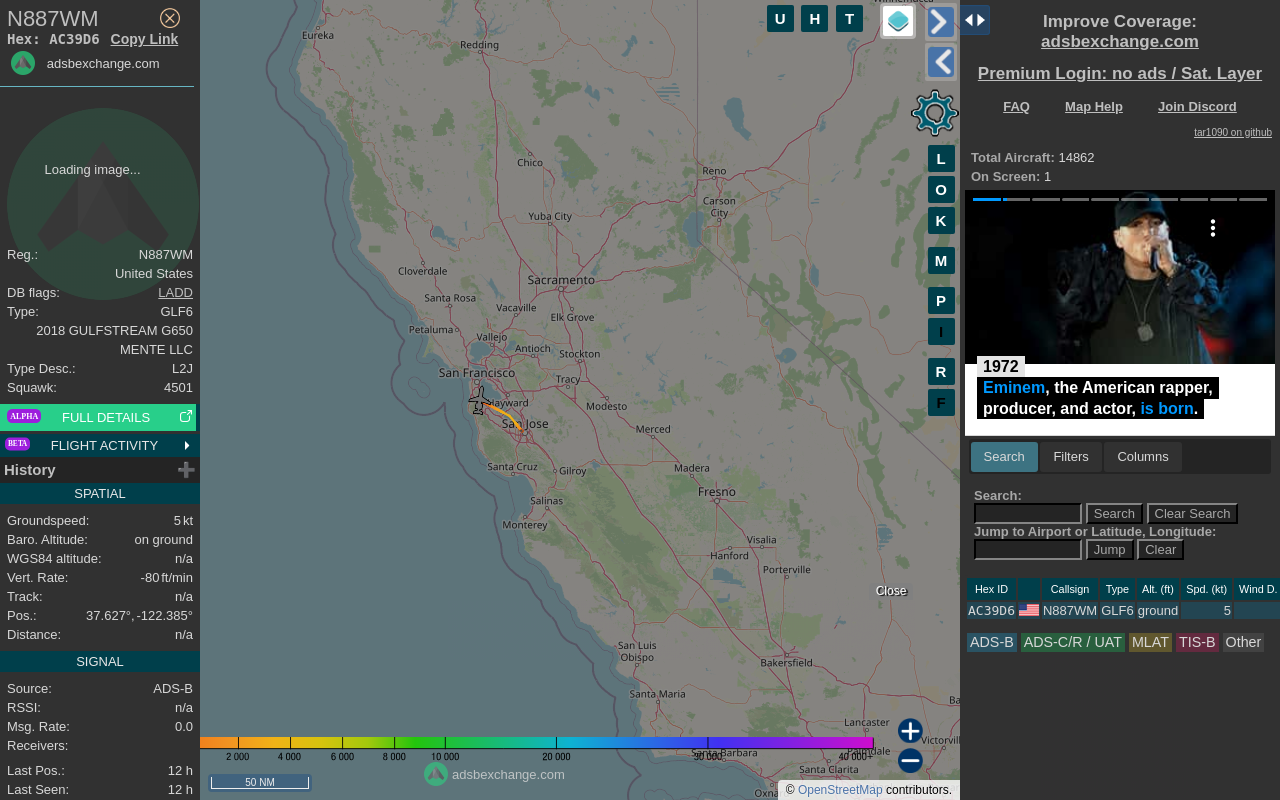 N887WM
Hex: AC39D6 Copy Link
adsbexchange.com
Loading image...
Reg.: N887WM
United States
DB flags: LADD
Type: GLF6
2018 GULFSTREAM G650
MENTE LLC
Type Desc.: L2J
Squawk: 4501
ALPHA FULL DETAILS
BETA FLIGHT ACTIVITY
History
SPATIAL
Groundspeed: 5 kt
Baro. Altitude: on ground
WGS84 altitude: n/a
Vert. Rate: -80 ft/min
Track: n/a
Pos.: 37.627°, -122.385°
Distance: n/a
SIGNAL
Source: ADS-B
RSSI: n/a
Msg. Rate: 0.0
Receivers:
Last Pos.: 12 h
Last Seen: 12 h
Eureka
Redding
Chico
Reno
Carson
City
Yuba City
Cloverdale
Sacramento
Santa Rosa
Vacaville
Elk Grove
Petaluma
Vallejo
Antioch
Stockton
San Francisco
Tracy
Hayward
Modesto
San Jose
Merced
Santa Cruz
Gilroy
Madera
Salinas
Fresno
Monterey
Visalia
Hanford
Porterville
San Luis
Obispo
Bakersfield
Santa Maria
Lancaster
Santa Barbara
Palmdale
Santa Clarita
U H T
L
O
K
M
P
I
R
F
Close
2 000 4 000 6 000 8 000 10 000 20 000 30 000 40 000+
50 NM
adsbexchange.com
© OpenStreetMap contributors.
Improve Coverage:
adsbexchange.com
Premium Login: no ads / Sat. Layer
FAQ Map Help Join Discord
tar1090 on github
Total Aircraft: 14862
On Screen: 1
1972
Eminem, the American rapper,
producer, and actor, is born.
Search Filters Columns
Search:
Search Clear Search
Jump to Airport or Latitude, Longitude:
Jump Clear
Hex ID Callsign Type Alt. (ft) Spd. (kt) Wind D.
AC39D6 N887WM GLF6 ground 5
ADS-B ADS-C/R / UAT MLAT TIS-B Other